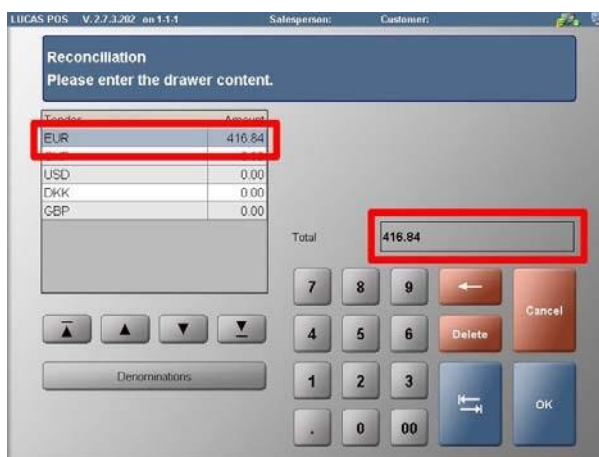 LUCAS POS V. 2.7.3.202 on 1-1-1 Salesperson: Customer:
Reconciliation
Please enter the drawer content.
Tender Amount
EUR 416.84
0.00
USD 0.00
DKK 0.00
GBP 0.00
Total 416.84
7 8 9
Cancel
4 5 6 Delete
Denominations
1 2 3
OK
. 0 00